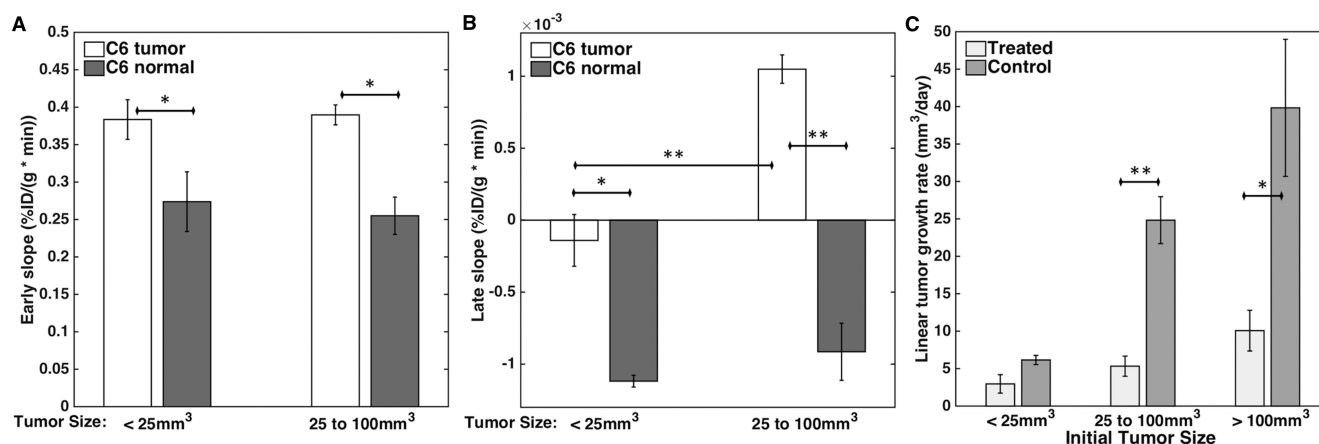 A
C6 tumor
C6 normal
Early slope (%ID/(g * min))
0.5
0.45
0.4
0.35
0.3
0.25
0.2
0.15
0.1
0.05
0
*
*
Tumor Size: < 25mm³ 25 to 100mm³
B
×10⁻³
C6 tumor
C6 normal
Late slope (%ID/(g * min))
1
0.5
0
-0.5
-1
**
*
**
Tumor Size: < 25mm³ 25 to 100mm³
C
Treated
Control
Linear tumor growth rate (mm³/day)
50
45
40
35
30
25
20
15
10
5
0
**
*
< 25mm³ 25 to 100mm³ > 100mm³
Initial Tumor Size